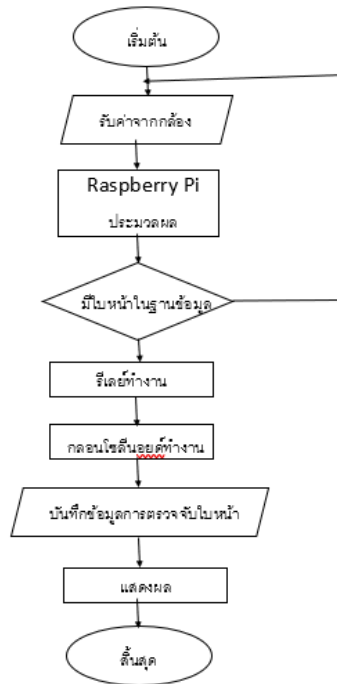 เริ่มต้น
รับค่าจากกล้อง
Raspberry Pi
ประมวลผล
มีใบหน้าในฐานข้อมูล
รีเลย์ทำงาน
กลอนโซลีนอยด์ทำงาน
บันทึกข้อมูลการตรวจจับใบหน้า
แสดงผล
สิ้นสุด